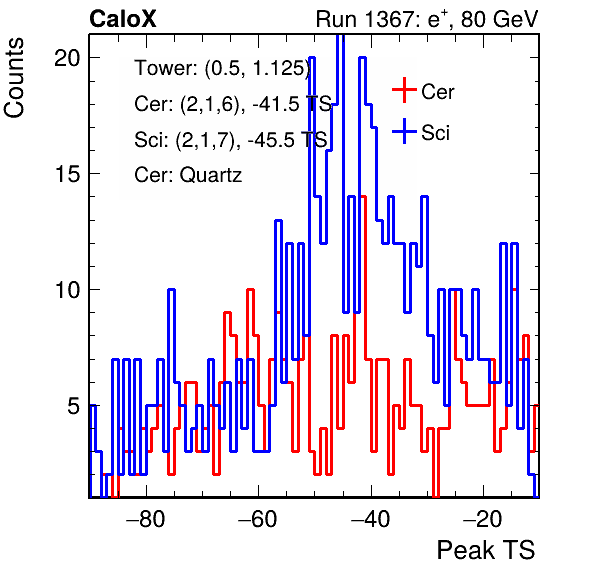 CaloX Run 1367: e⁺, 80 GeV
Counts
20
15
10
5
Tower: (0.5, 1.125)
Cer: (2,1,6), -41.5 TS
Sci: (2,1,7), -45.5 TS
Cer: Quartz
Cer
Sci
−80 −60 −40 −20
Peak TS